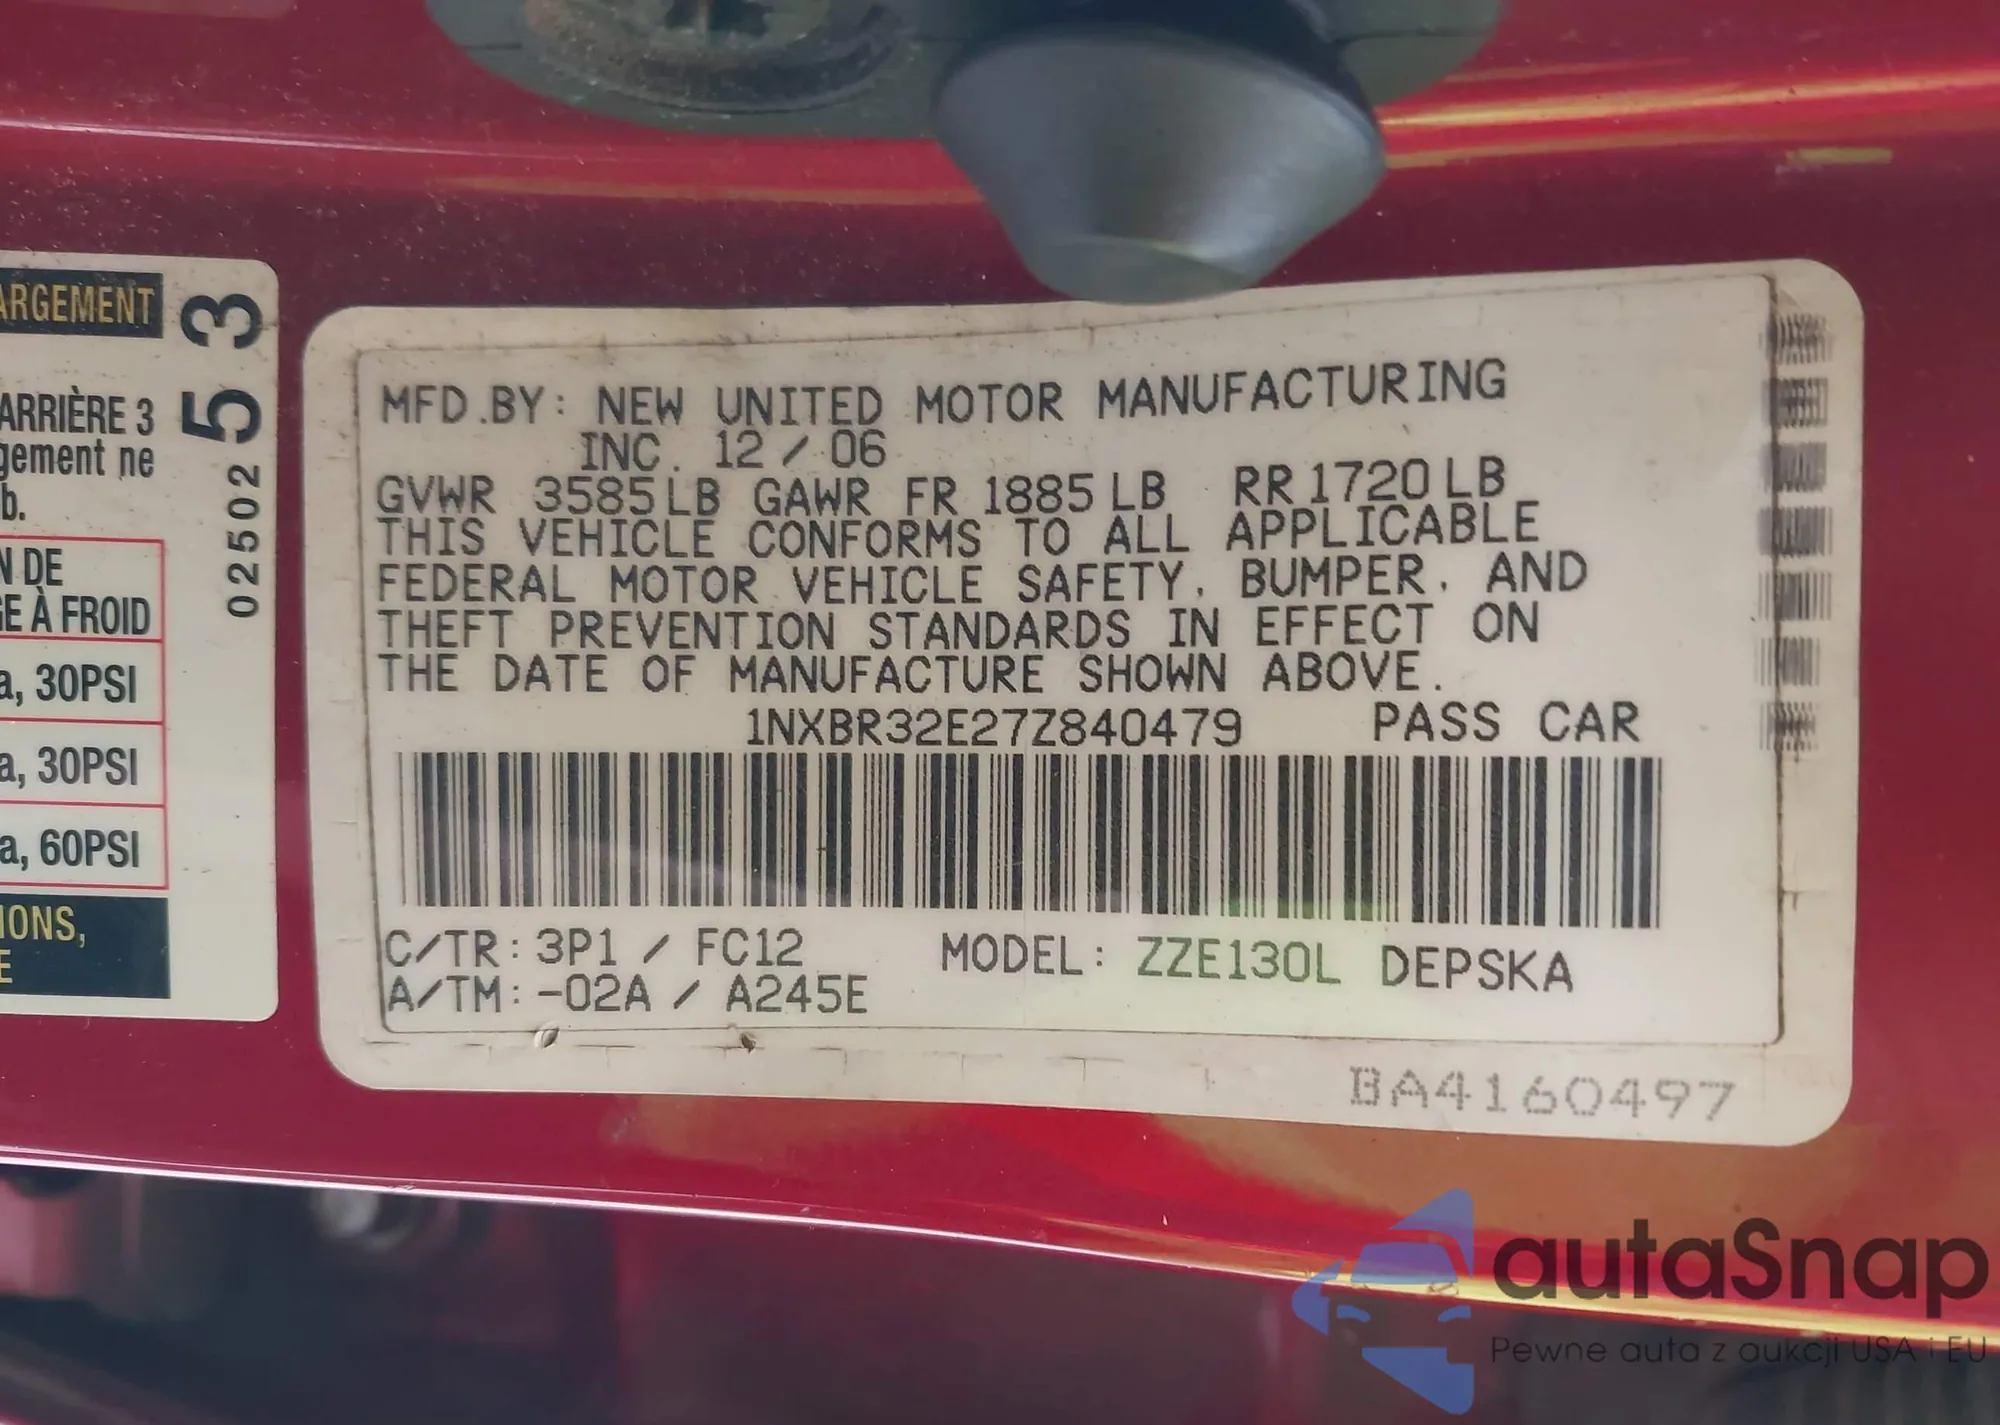 ARGEMENT
ARRIÈRE 3
gement ne
b.
N DE
GE À FROID
a, 30PSI
a, 30PSI
a, 60PSI
IONS,
E
02502 53
MFD.BY: NEW UNITED MOTOR MANUFACTURING
INC. 12/06
GVWR 3585LB GAWR FR 1885LB RR 1720LB
THIS VEHICLE CONFORMS TO ALL APPLICABLE
FEDERAL MOTOR VEHICLE SAFETY, BUMPER, AND
THEFT PREVENTION STANDARDS IN EFFECT ON
THE DATE OF MANUFACTURE SHOWN ABOVE.
1NXBR32E27Z840479 PASS CAR
C/TR: 3P1 / FC12 MODEL: ZZE130L DEPSKA
A/TM: -02A / A245E
BA4160497
autaSnap
Pewne auta z aukcji USA i EU